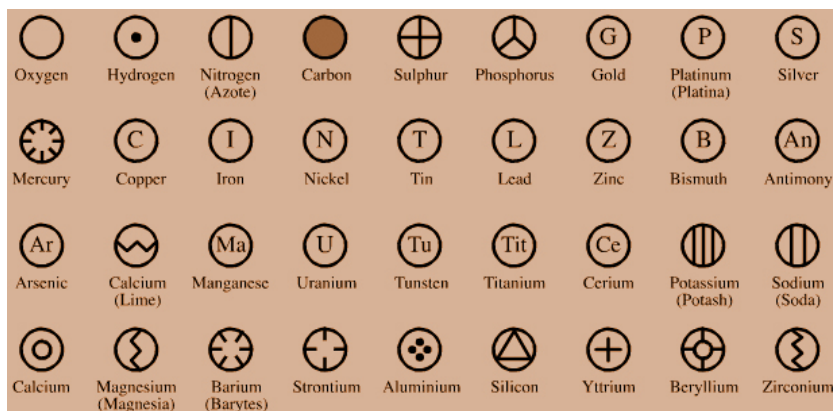 G P S
Oxygen Hydrogen Nitrogen Carbon Sulphur Phosphorus Gold Platinum Silver
(Azote) (Platina)
C I N T L Z B An
Mercury Copper Iron Nickel Tin Lead Zinc Bismuth Antimony
Ar Ma U Tu Tit Ce
Arsenic Calcium Manganese Uranium Tunsten Titanium Cerium Potassium Sodium
(Lime) (Potash) (Soda)
Calcium Magnesium Barium Strontium Aluminium Silicon Yttrium Beryllium Zirconium
(Magnesia) (Barytes)